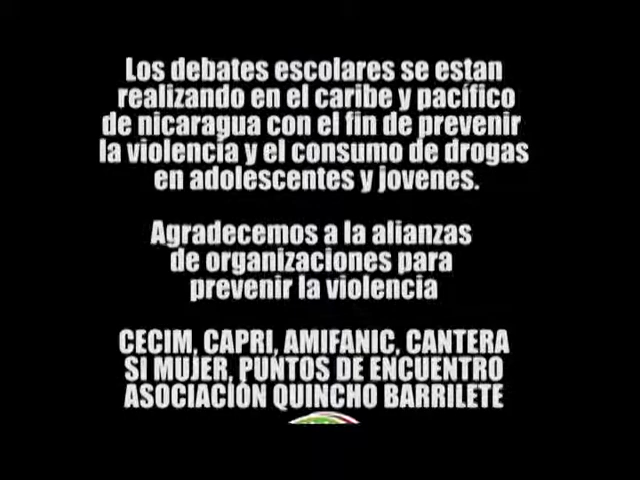 Los debates escolares se estan
realizando en el caribe y pacífico
de nicaragua con el fin de prevenir
la violencia y el consumo de drogas
en adolescentes y jovenes.
Agradecemos a la alianzas
de organizaciones para
prevenir la violencia
CECIM, CAPRI, AMIFANIC, CANTERA
SI MUJER, PUNTOS DE ENCUENTRO
ASOCIACIÓN QUINCHO BARRILETE